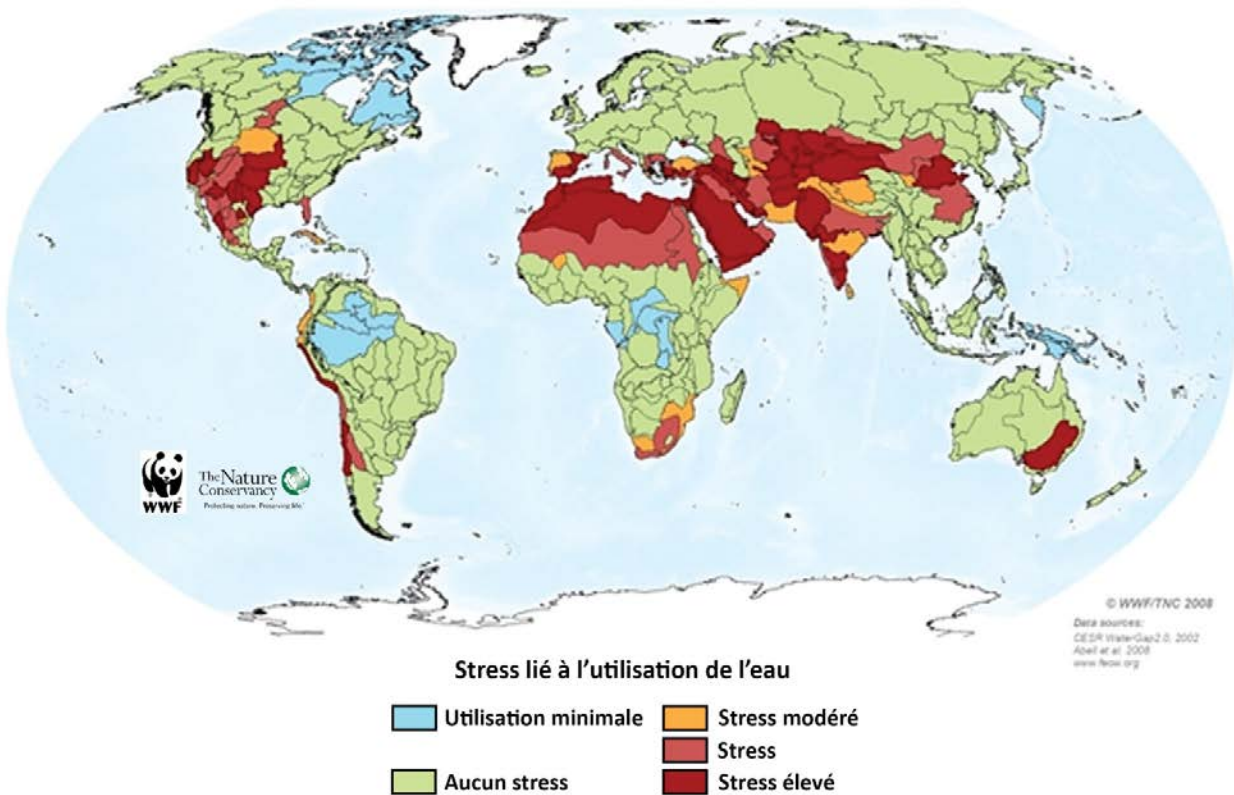 WWF
The Nature
Conservancy
Protecting nature. Preserving life.
© WWF/TNC 2008
Data sources:
CESR WaterGap2.0, 2002
Abell et al. 2008
www.feow.org
Stress lié à l'utilisation de l'eau
Utilisation minimale
Stress modéré
Stress
Aucun stress
Stress élevé